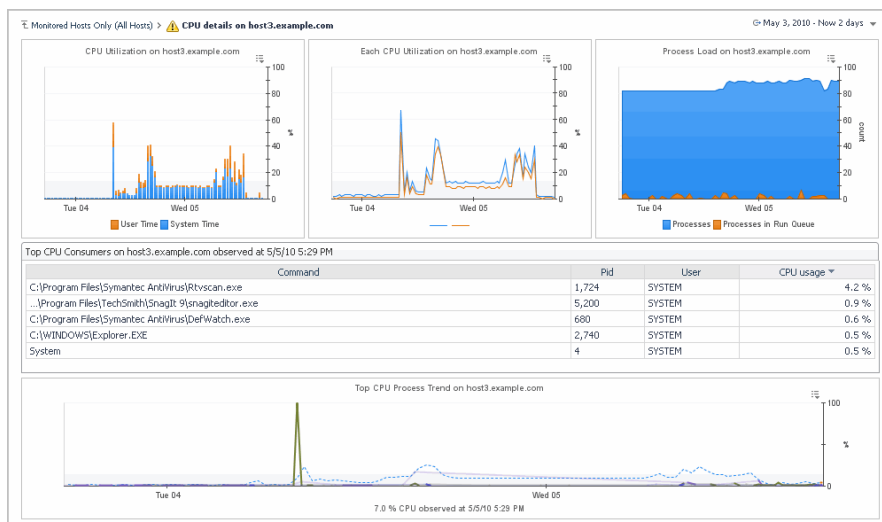 Monitored Hosts Only (All Hosts) > CPU details on host3.example.com
May 3, 2010 - Now 2 days
CPU Utilization on host3.example.com
100
80
60
%
40
20
0
Tue 04 Wed 05
User Time System Time
Each CPU Utilization on host3.example.com
100
80
60
%
40
20
0
Tue 04 Wed 05
Process Load on host3.example.com
100
80
60
count
40
20
0
Tue 04 Wed 05
Processes Processes in Run Queue
Top CPU Consumers on host3.example.com observed at 5/5/10 5:29 PM
Command Pid User CPU usage
C:\Program Files\Symantec AntiVirus\Rtvscan.exe 1,724 SYSTEM 4.2 %
...\Program Files\TechSmith\SnagIt 9\snagiteditor.exe 5,200 SYSTEM 0.9 %
C:\Program Files\Symantec AntiVirus\DefWatch.exe 680 SYSTEM 0.6 %
C:\WINDOWS\Explorer.EXE 2,740 SYSTEM 0.5 %
System 4 SYSTEM 0.5 %
Top CPU Process Trend on host3.example.com
100
%
0
Tue 04 Wed 05
7.0 % CPU observed at 5/5/10 5:29 PM